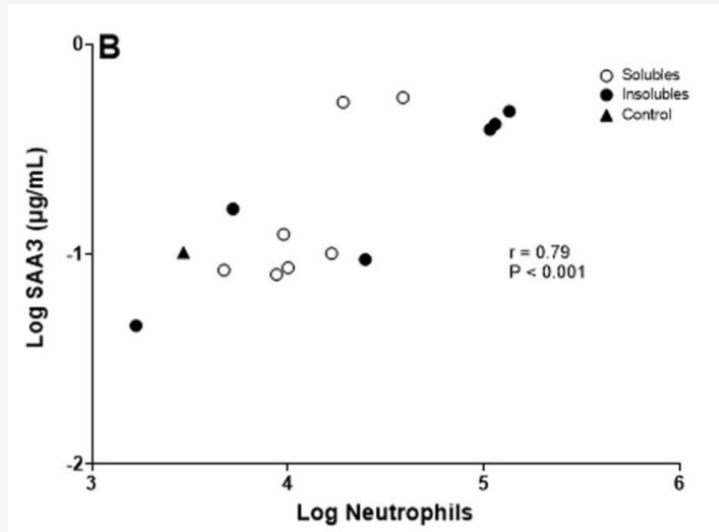 B
0
-1
-2
Log SAA3 (µg/mL)
Solubles
Insolubles
Control
r = 0.79
P < 0.001
3 4 5 6
Log Neutrophils